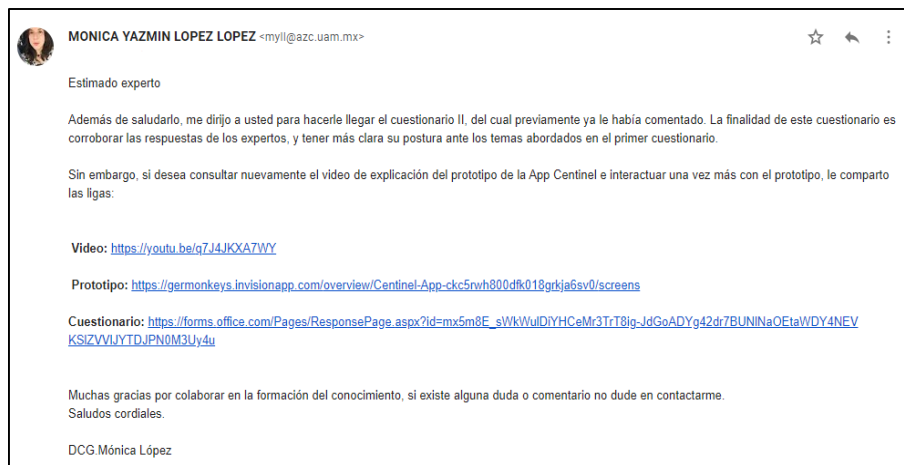 MONICA YAZMIN LOPEZ LOPEZ <myll@azc.uam.mx>
Estimado experto
Además de saludarlo, me dirijo a usted para hacerle llegar el cuestionario II, del cual previamente ya le había comentado. La finalidad de este cuestionario es
corroborar las respuestas de los expertos, y tener más clara su postura ante los temas abordados en el primer cuestionario.
Sin embargo, si desea consultar nuevamente el video de explicación del prototipo de la App Centinel e interactuar una vez más con el prototipo, le comparto
las ligas:
Video: https://youtu.be/q7J4JKXA7WY
Prototipo: https://germonkeys.invisionapp.com/overview/Centinel-App-ckc5rwh800dfk018grkja6sv0/screens
Cuestionario: https://forms.office.com/Pages/ResponsePage.aspx?id=mx5m8E_sWkWulDiYHCeMr3TrT8ig-JdGoADYg42dr7BUNlNaOEtaWDY4NEV
KSlZVVlJYTDJPN0M3Uy4u
Muchas gracias por colaborar en la formación del conocimiento, si existe alguna duda o comentario no dude en contactarme.
Saludos cordiales.
DCG.Mónica López